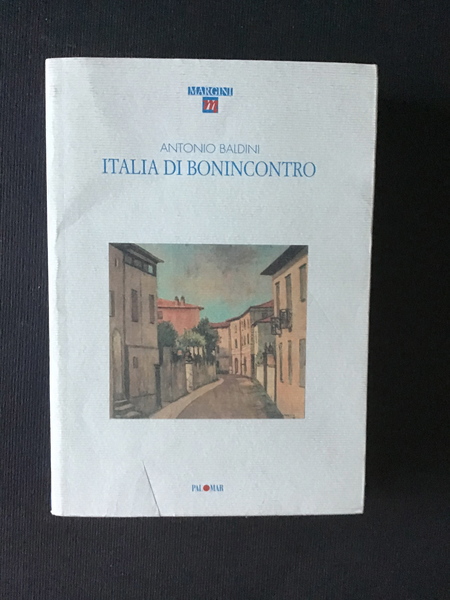 MARGINI
11
ANTONIO BALDINI
ITALIA DI BONINCONTRO
PALOMAR